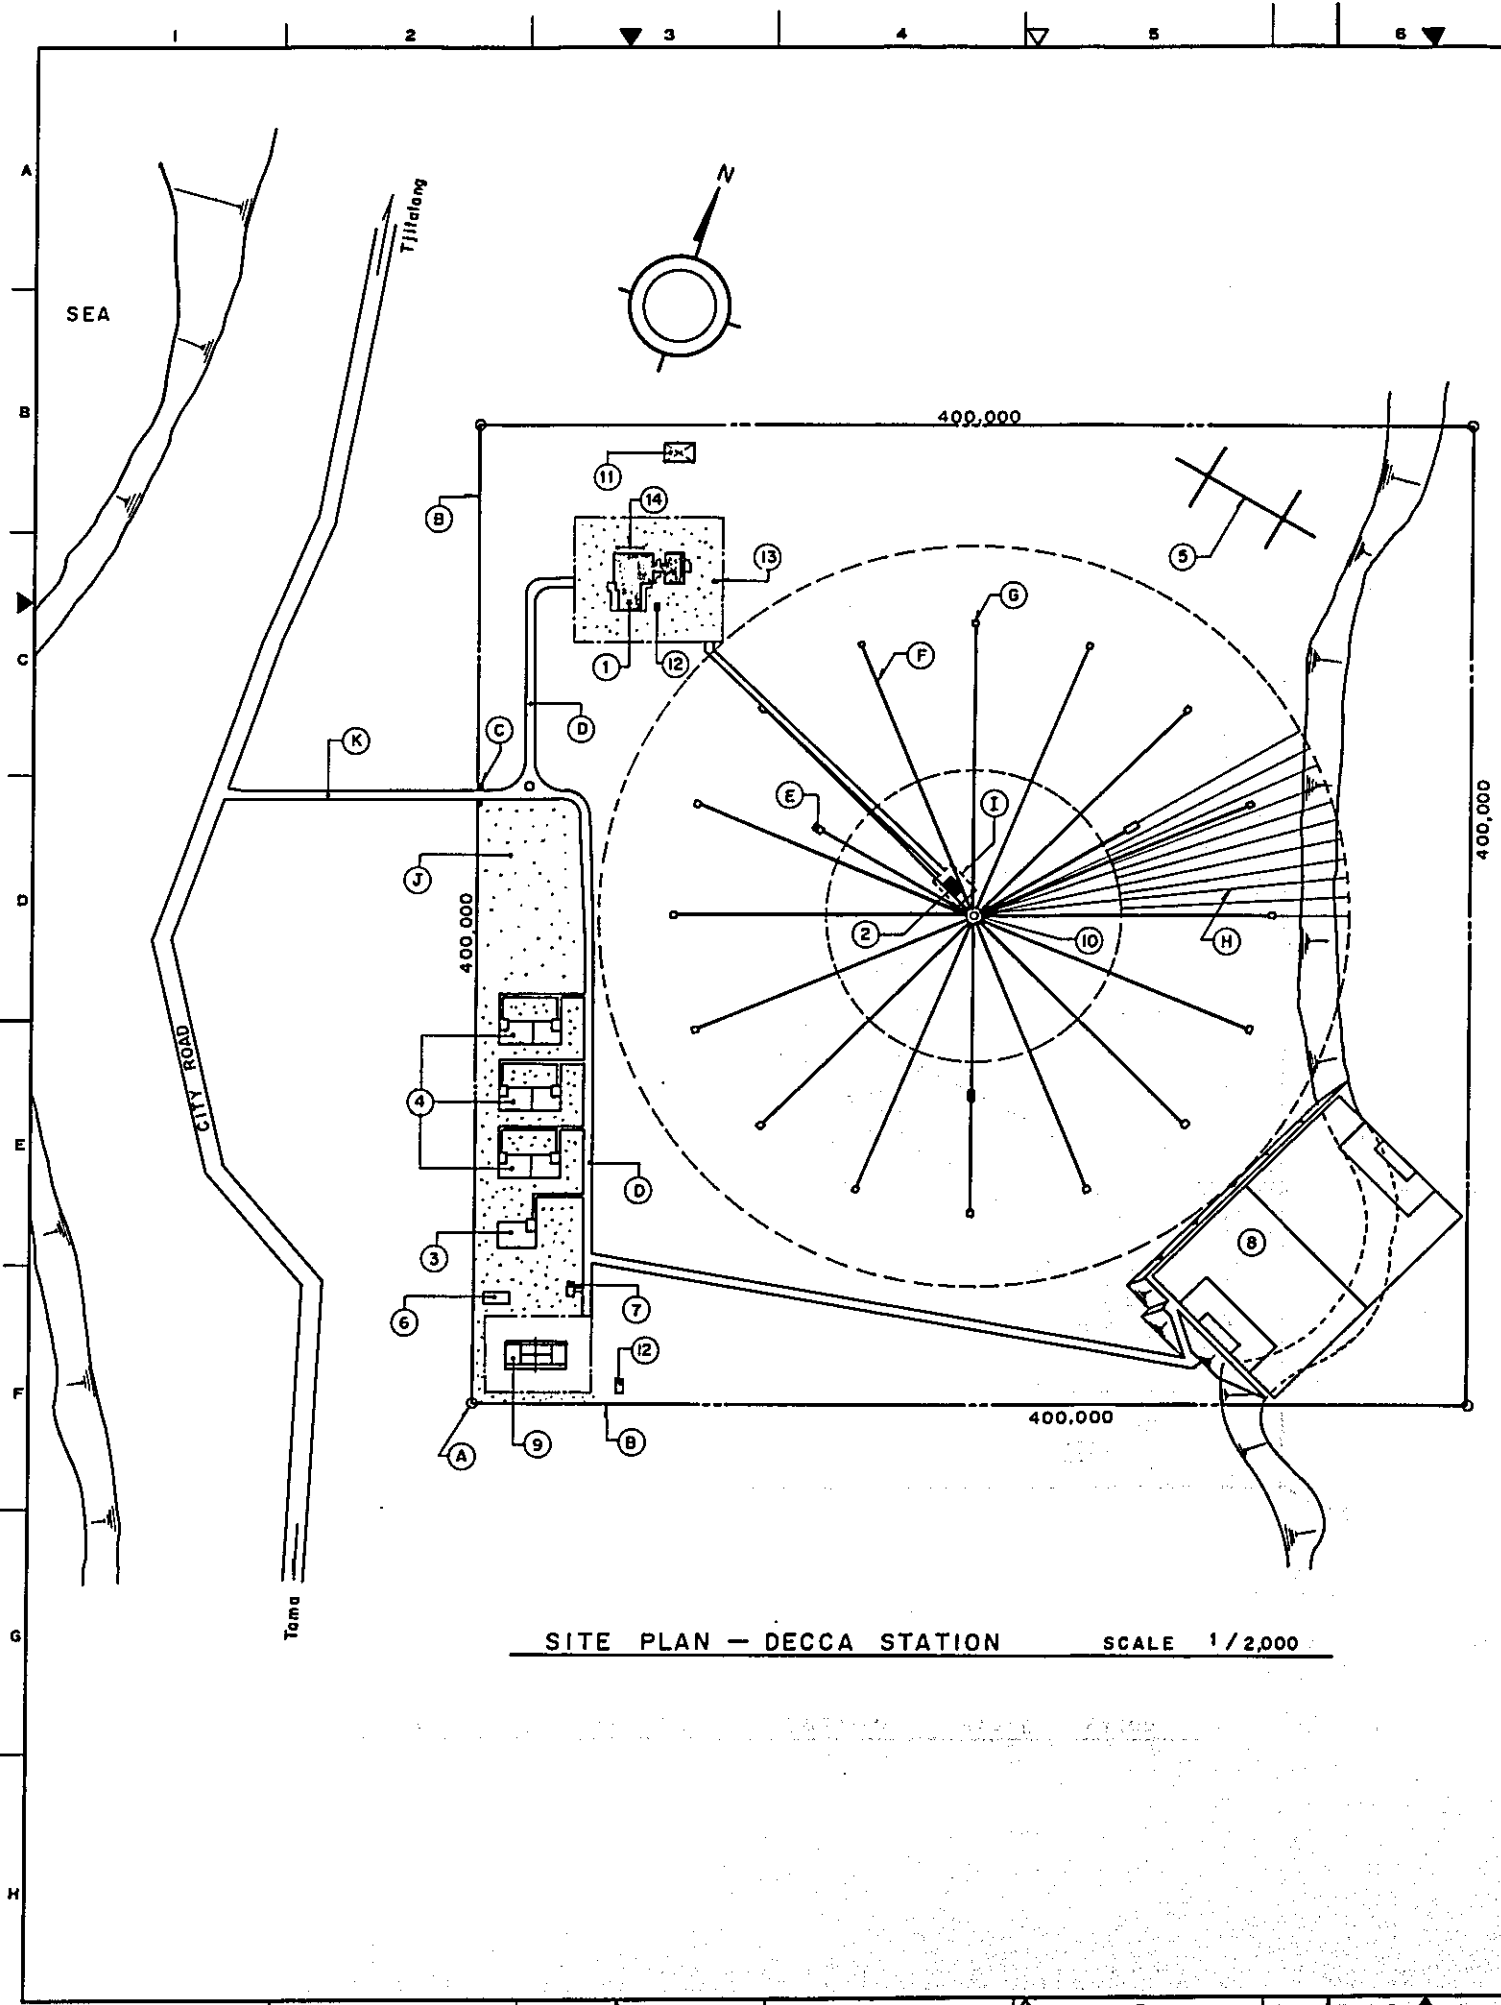 1 2 3 4 5 6
A
N
Tjilalang
SEA
B
400,000
11
14
B
5
13
G
C
1
12
F
C
D
K
E
I
400,000
J
D
400,000
2
10
H
CITY ROAD
4
E
D
3
8
7
6
12
F
400,000
A
9
B
Tama
G
SITE PLAN — DECCA STATION SCALE 1/2,000
H